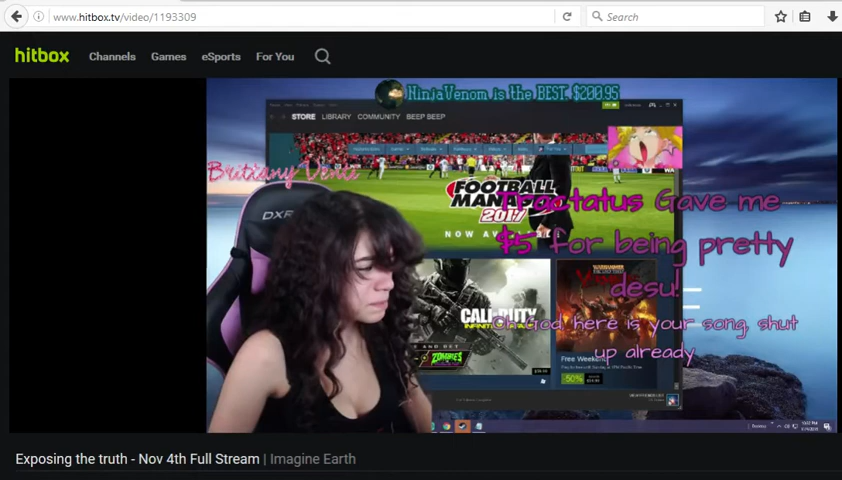 www.hitbox.tv/video/1193309
Search
hitbox
Channels
Games
eSports
For You
NinjaVenom is the BEST $200.95
STORE LIBRARY COMMUNITY BEEP BEEP
Brittany Venti
DXR
FOOTBALL
MANAGER
2017
NOW AVAILABLE
Tractatus Gave me
$5 for being pretty
desu!
Oh God, here is your song, shut
up already
CALL OF DUTY
ZOMBIES
WARHAMMER
Free Weekend
-50%
Exposing the truth - Nov 4th Full Stream | Imagine Earth